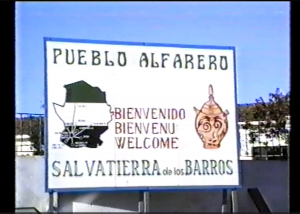 PUEBLO ALFARERO
BIENVENIDO
BIENVENU
WELCOME
SALVATIERRA de los BARROS